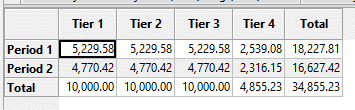 Tier 1 Tier 2 Tier 3 Tier 4 Total
Period 1 5,229.58 5,229.58 5,229.58 2,539.08 18,227.81
Period 2 4,770.42 4,770.42 4,770.42 2,316.15 16,627.42
Total 10,000.00 10,000.00 10,000.00 4,855.23 34,855.23